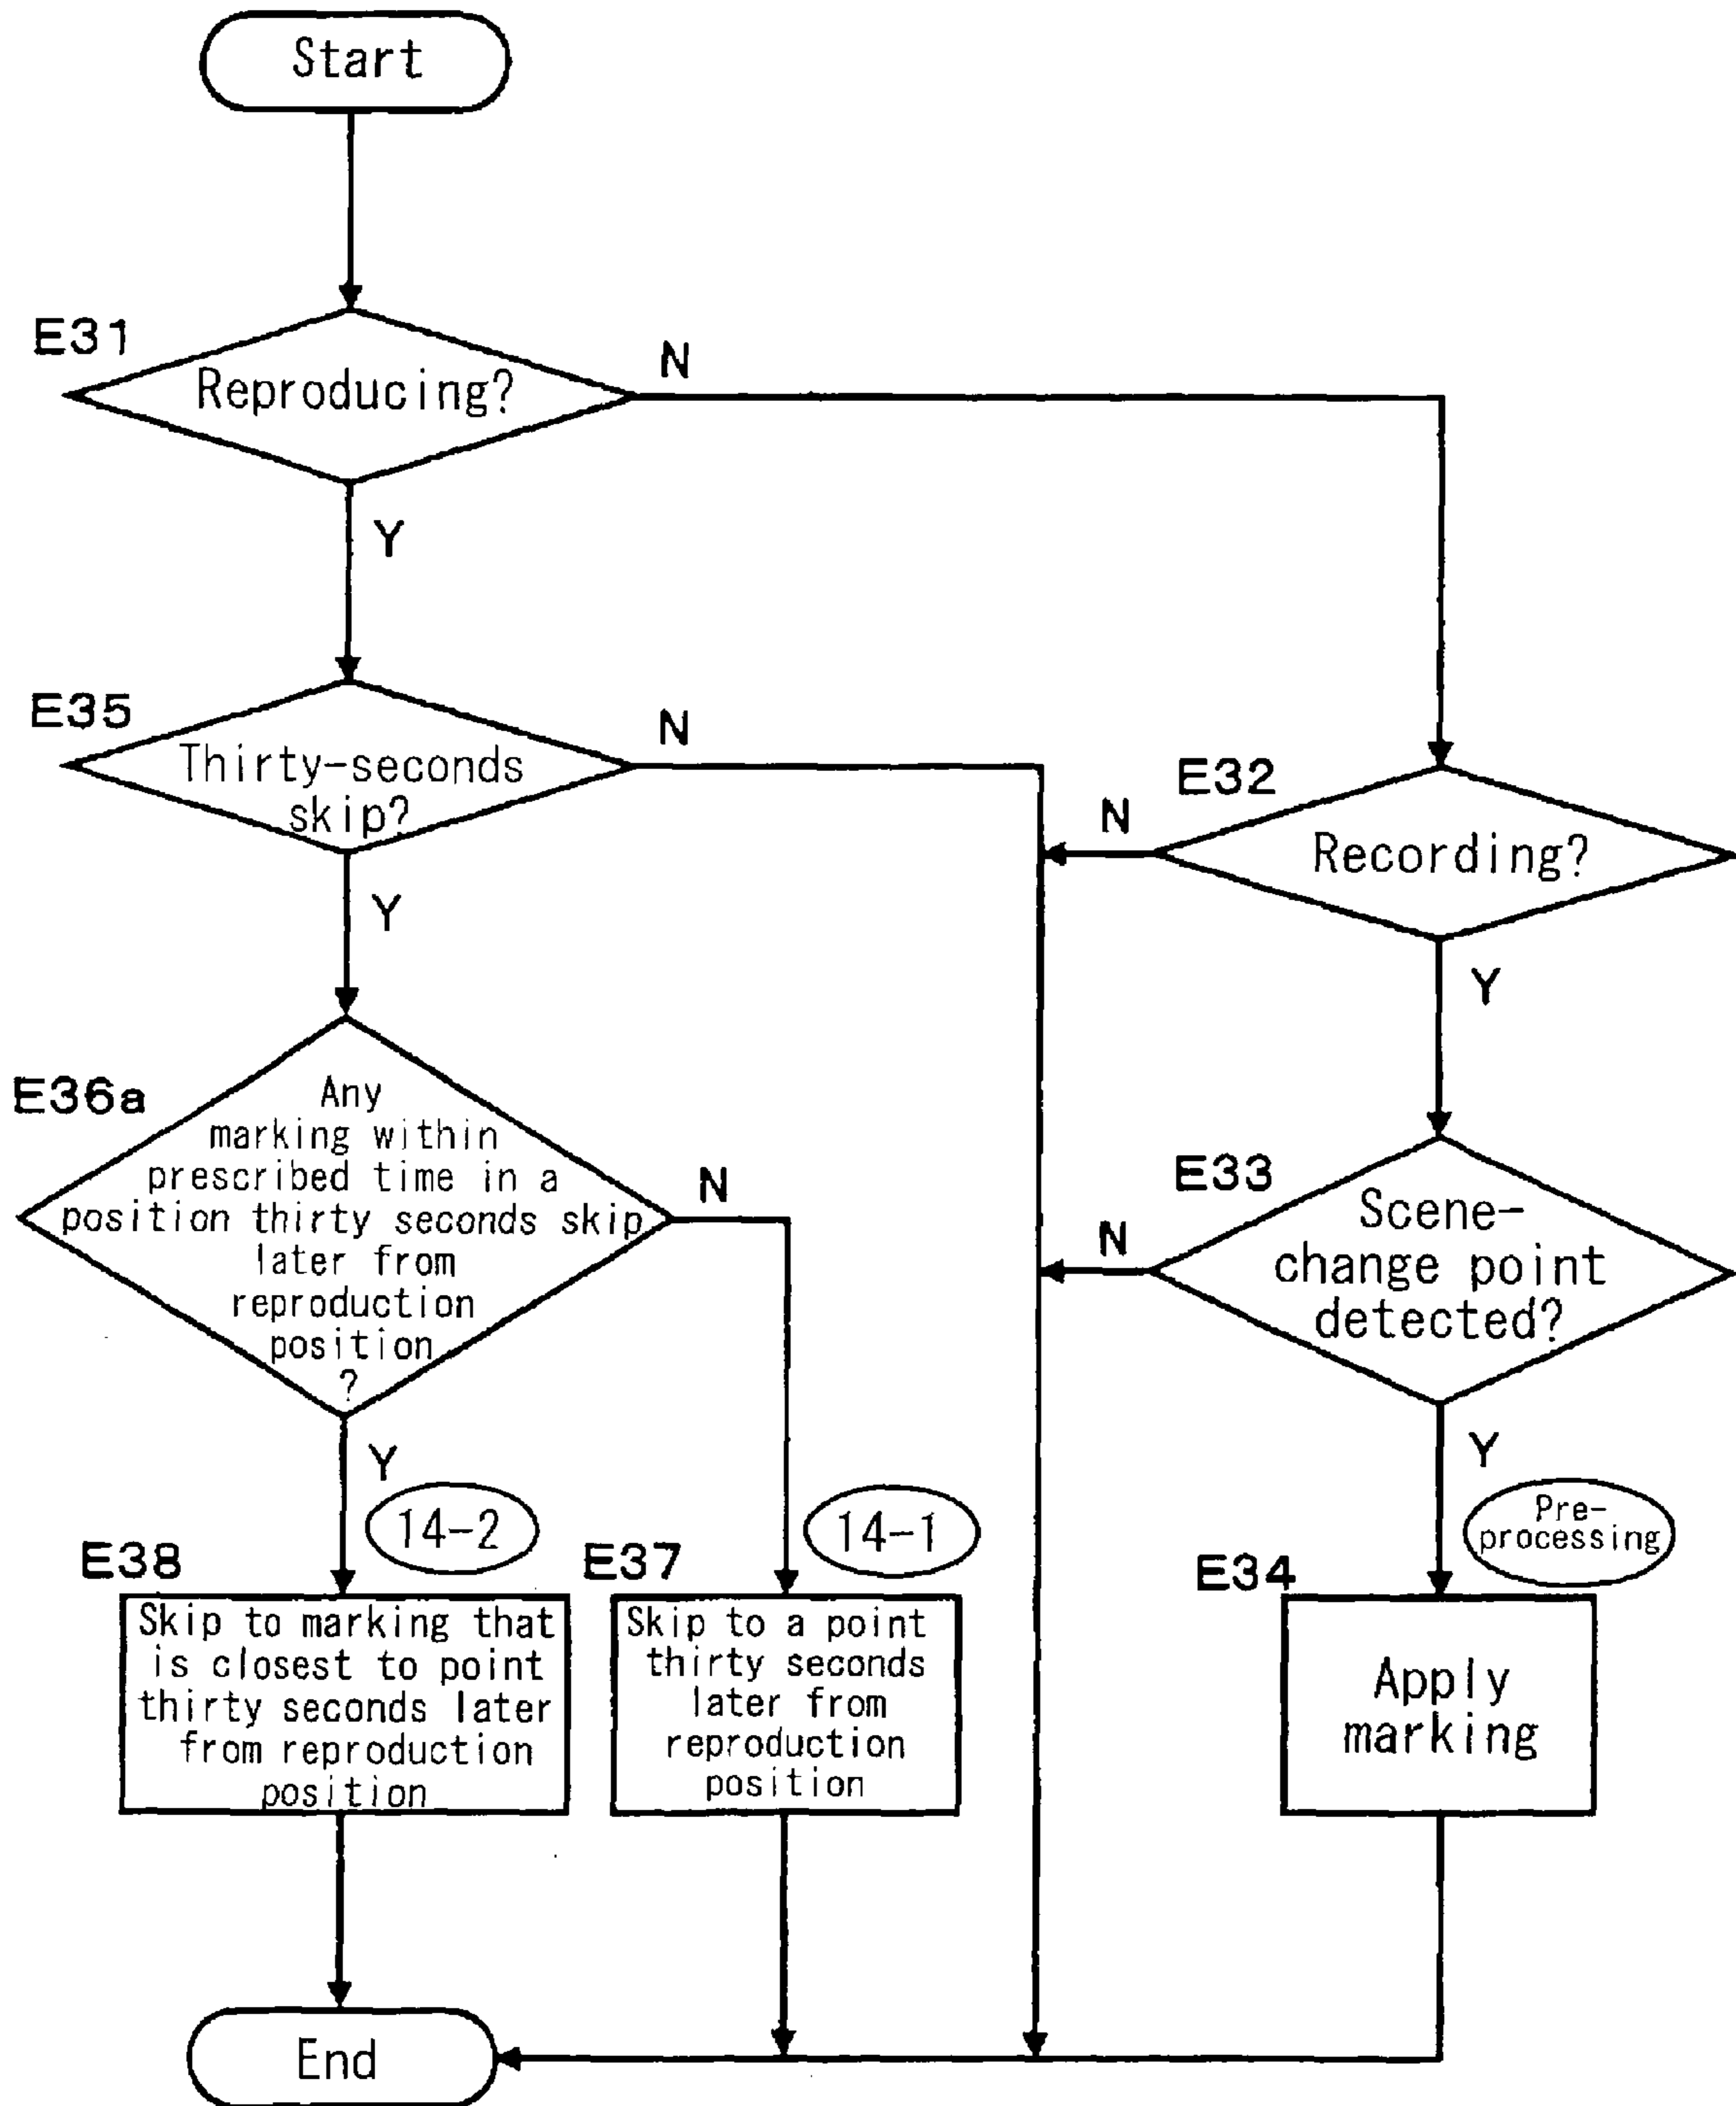 Start
E31
Reproducing?
N
Y
E35
Thirty-seconds
skip?
N
Y
E32
Recording?
N
Y
E36a
Any
marking within
prescribed time in a
position thirty seconds skip
later from
reproduction
position
?
N
Y
E33
Scene-
change point
detected?
N
Y
14-2
14-1
Pre-
processing
E38
Skip to marking that
is closest to point
thirty seconds later
from reproduction
position
E37
Skip to a point
thirty seconds
later from
reproduction
position
E34
Apply
marking
End